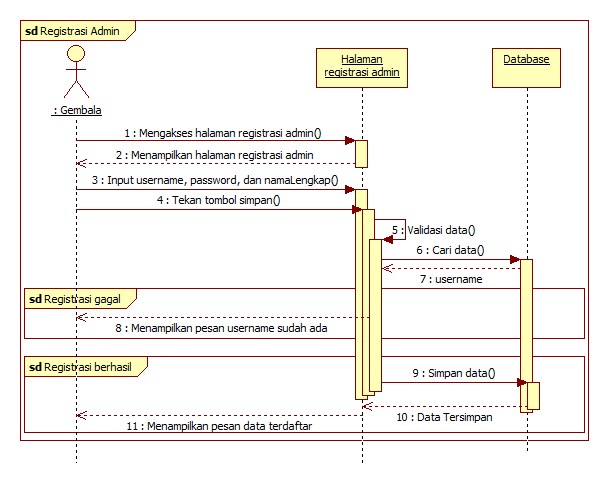 sd Registrasi Admin
Halaman
registrasi admin
Database
: Gembala
1 : Mengakses halaman registrasi admin()
2 : Menampilkan halaman registrasi admin
3 : Input username, password, dan namaLengkap()
4 : Tekan tombol simpan()
5 : Validasi data()
6 : Cari data()
7 : username
sd Registrasi gagal
8 : Menampilkan pesan username sudah ada
sd Registrasi berhasil
9 : Simpan data()
10 : Data Tersimpan
11 : Menampilkan pesan data terdaftar